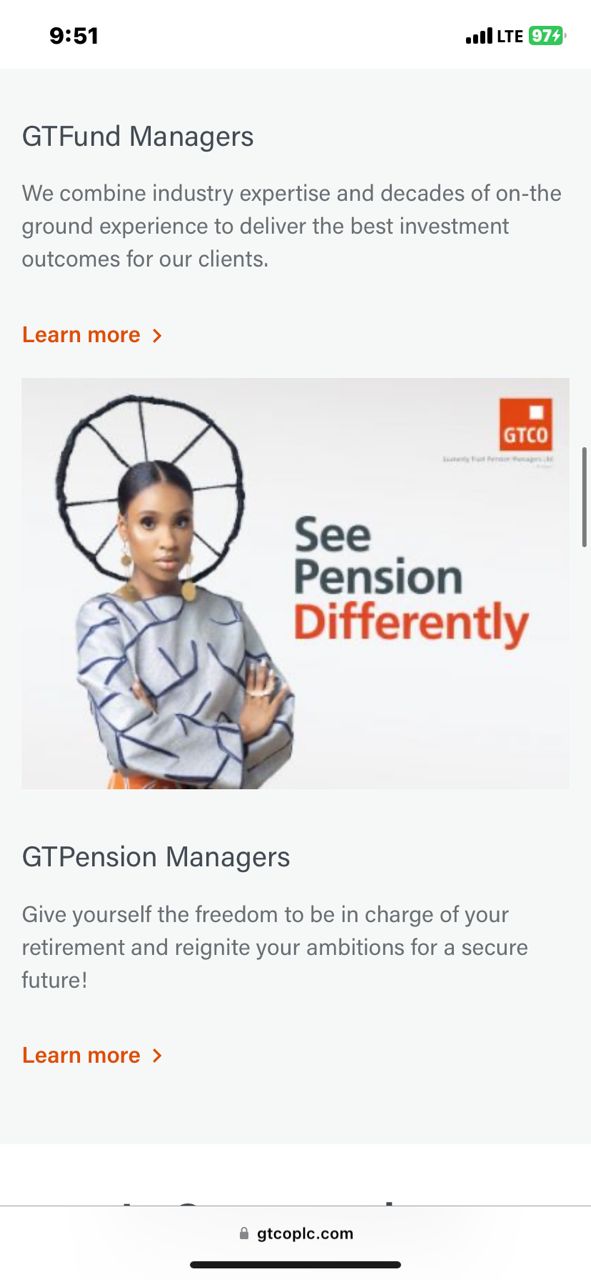 9:51
LTE 97
GTFund Managers
We combine industry expertise and decades of on-the
ground experience to deliver the best investment
outcomes for our clients.
Learn more
GTCO
See
Pension
Differently
GTPension Managers
Give yourself the freedom to be in charge of your
retirement and reignite your ambitions for a secure
future!
Learn more
gtcoplc.com